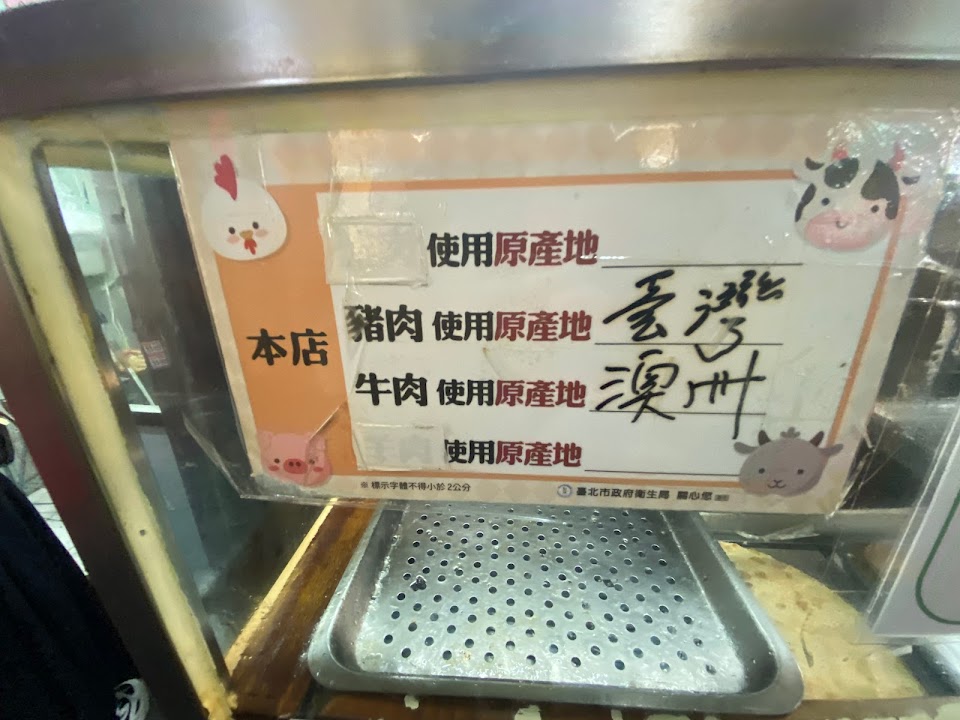 本店
使用原產地
豬肉 使用原產地 臺灣
牛肉 使用原產地 澳洲
使用原產地
※ 標示字體不得小於2公分
臺北市政府衛生局 關心您